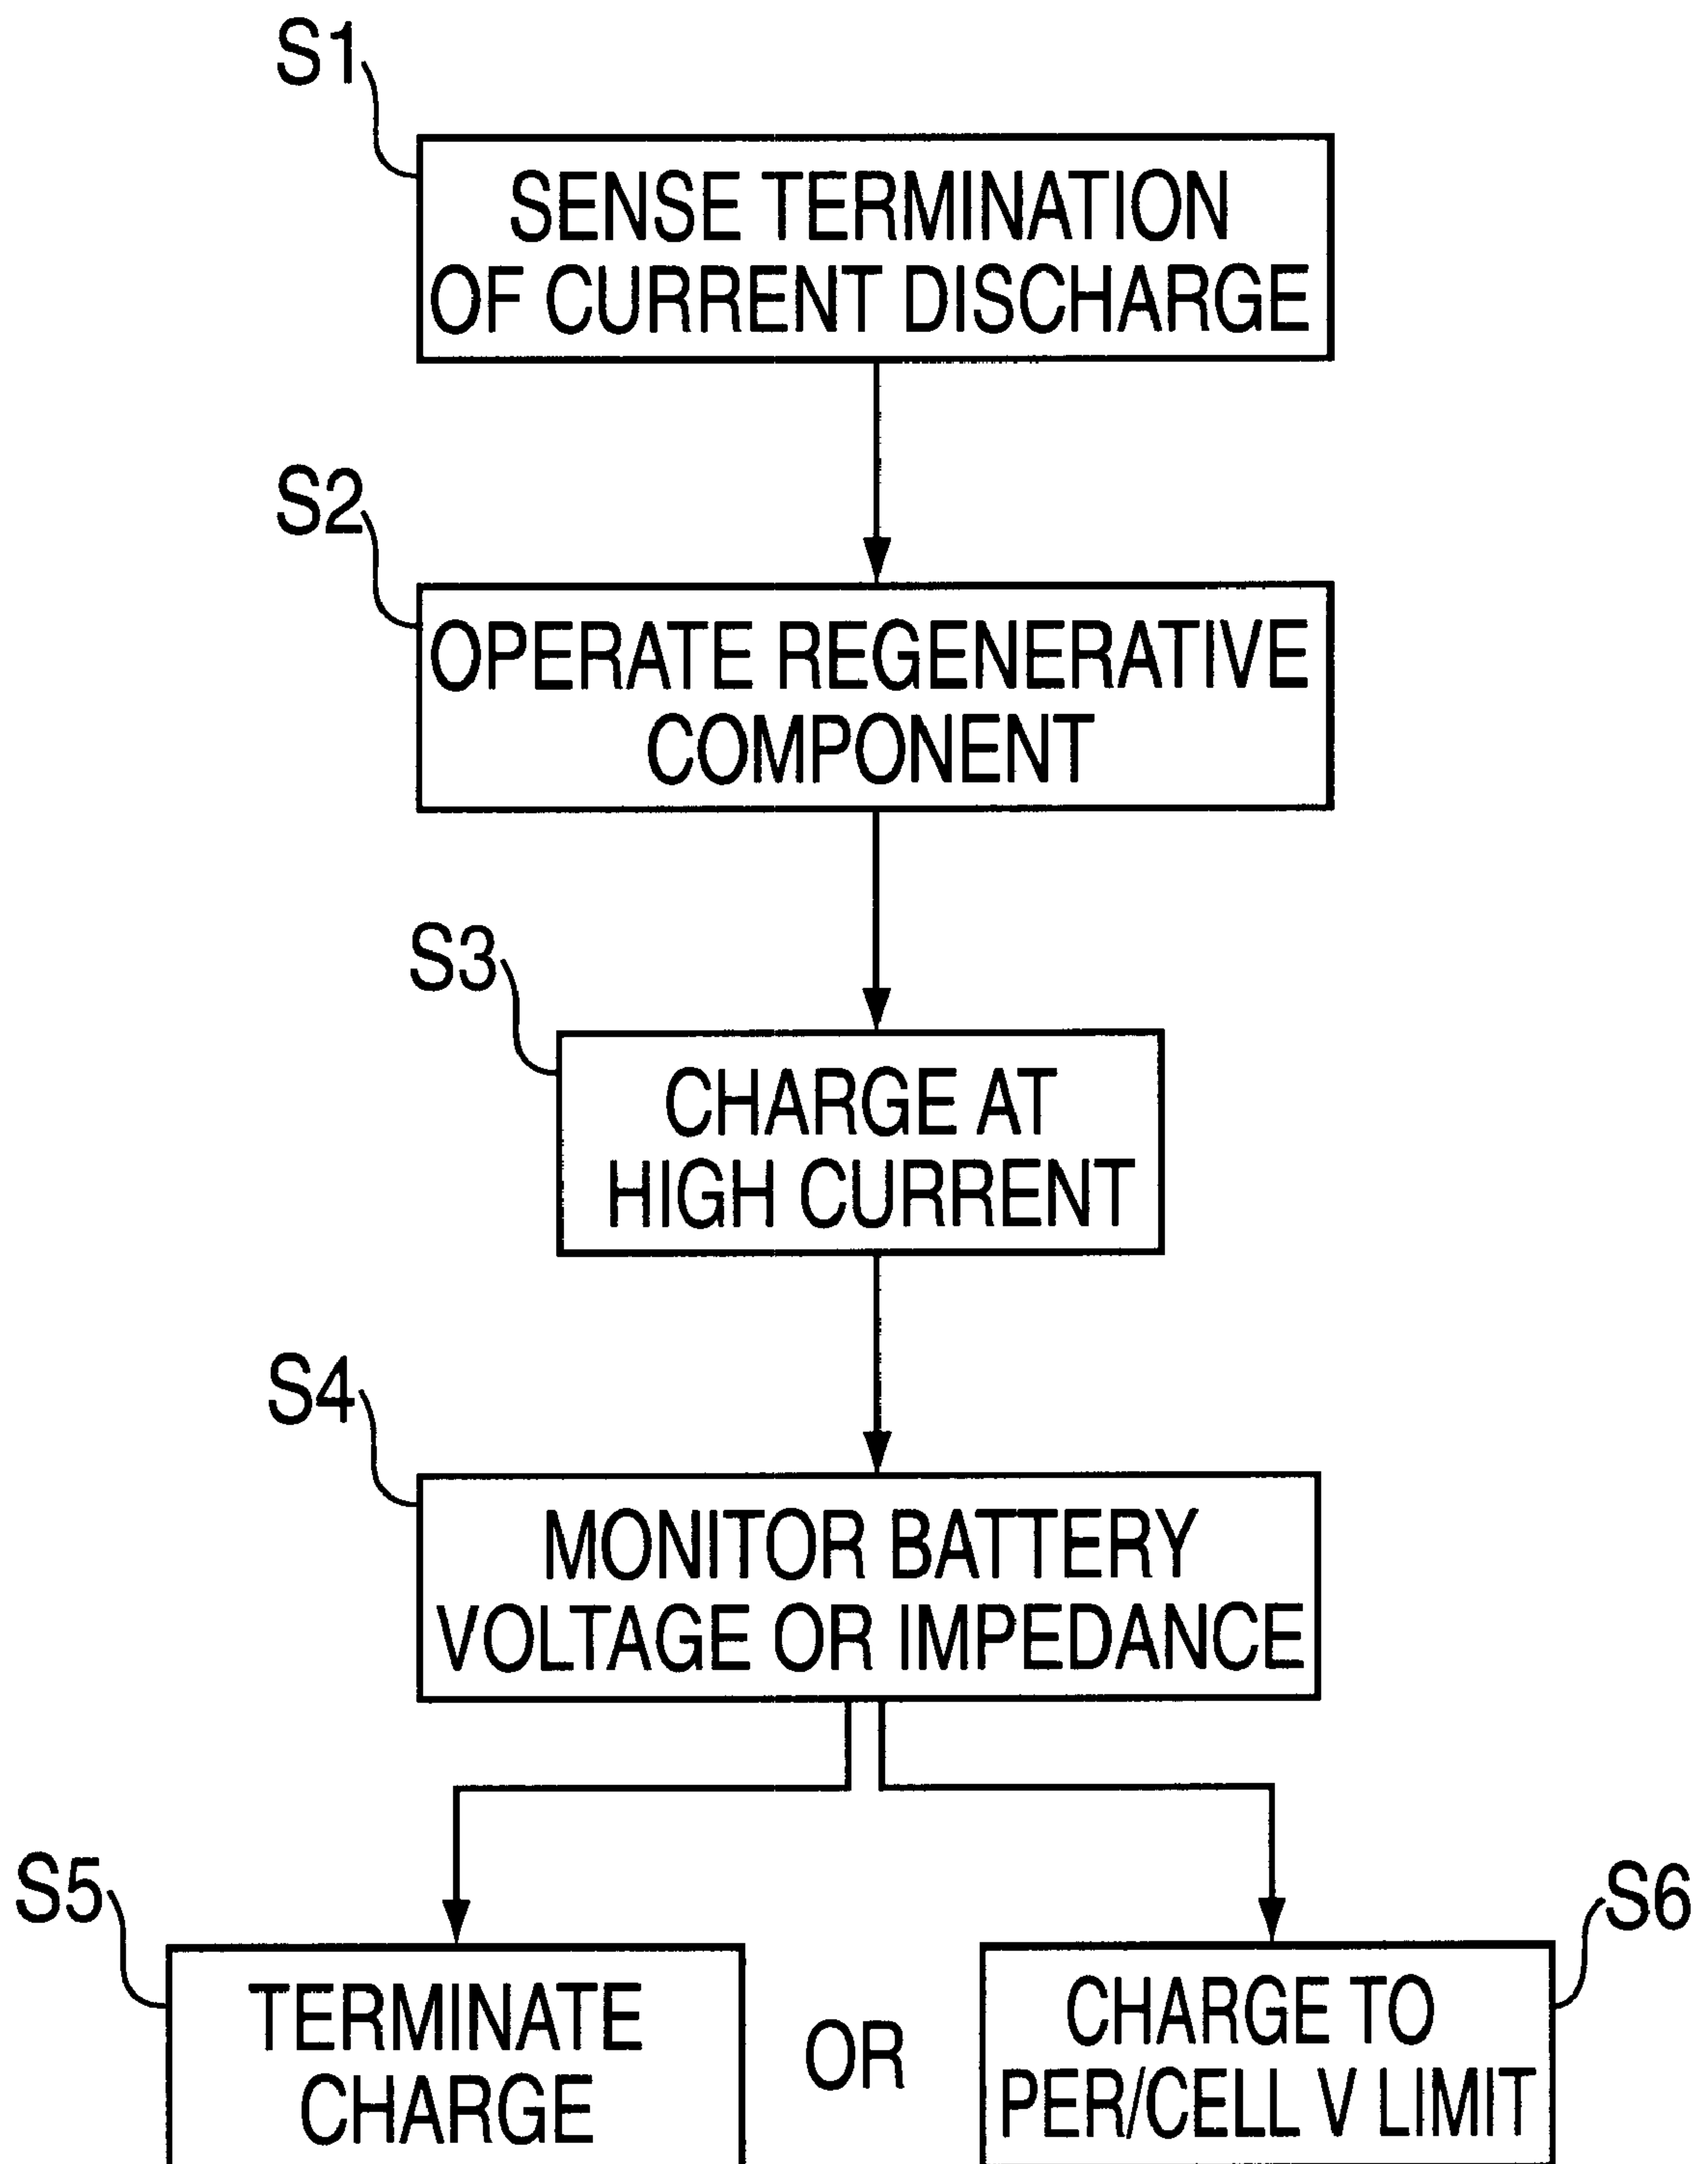 S1
SENSE TERMINATION
OF CURRENT DISCHARGE
S2
OPERATE REGENERATIVE
COMPONENT
S3
CHARGE AT
HIGH CURRENT
S4
MONITOR BATTERY
VOLTAGE OR IMPEDANCE
S5
TERMINATE
CHARGE
OR
S6
CHARGE TO
PER/CELL V LIMIT